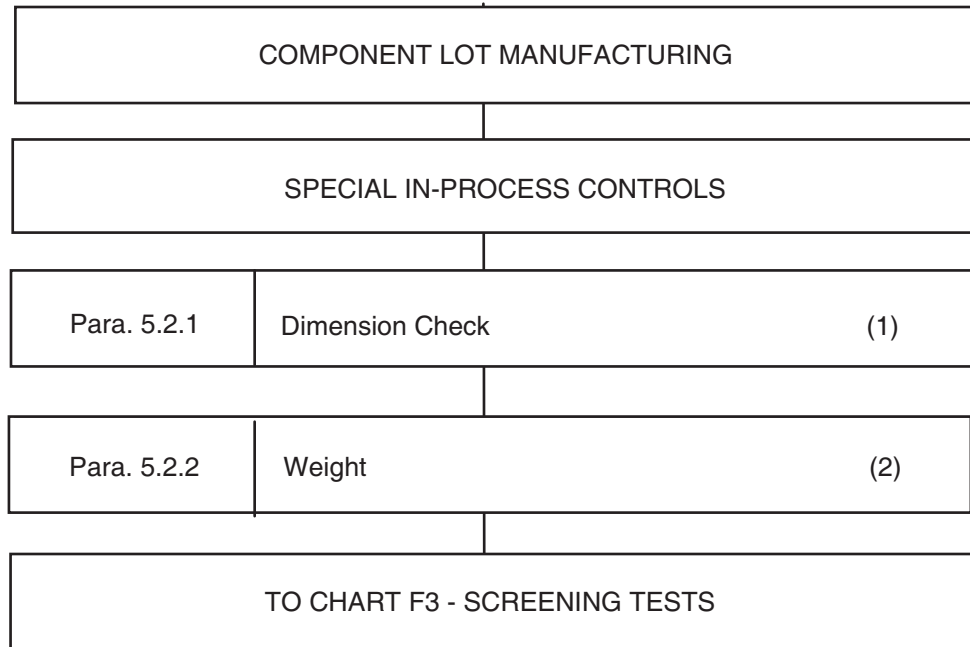 COMPONENT LOT MANUFACTURING
SPECIAL IN-PROCESS CONTROLS
Para. 5.2.1 Dimension Check (1)
Para. 5.2.2 Weight (2)
TO CHART F3 - SCREENING TESTS